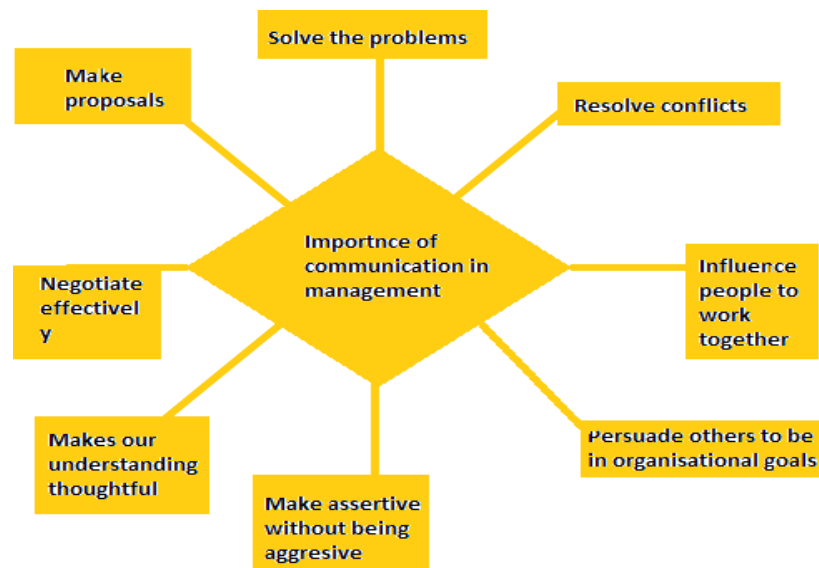 Solve the problems
Make
proposals
Resolve conflicts
Importnce of
communication in
management
Negotiate
effectivel
y
Influence
people to
work
together
Makes our
understanding
thoughtful
Persuade others to be
in organisational goals
Make assertive
without being
aggresive